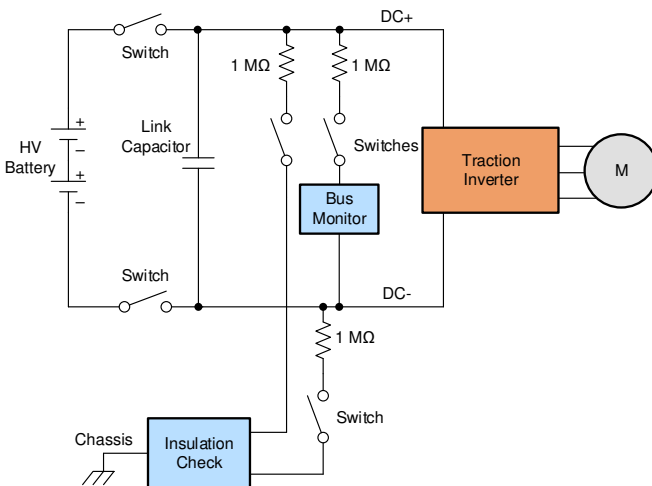 DC+
Switch
1 MΩ
1 MΩ
+
−
HV
Battery
+
−
Link
Capacitor
Switches
Traction
Inverter
M
Bus
Monitor
Switch
DC-
1 MΩ
Switch
Chassis
Insulation
Check